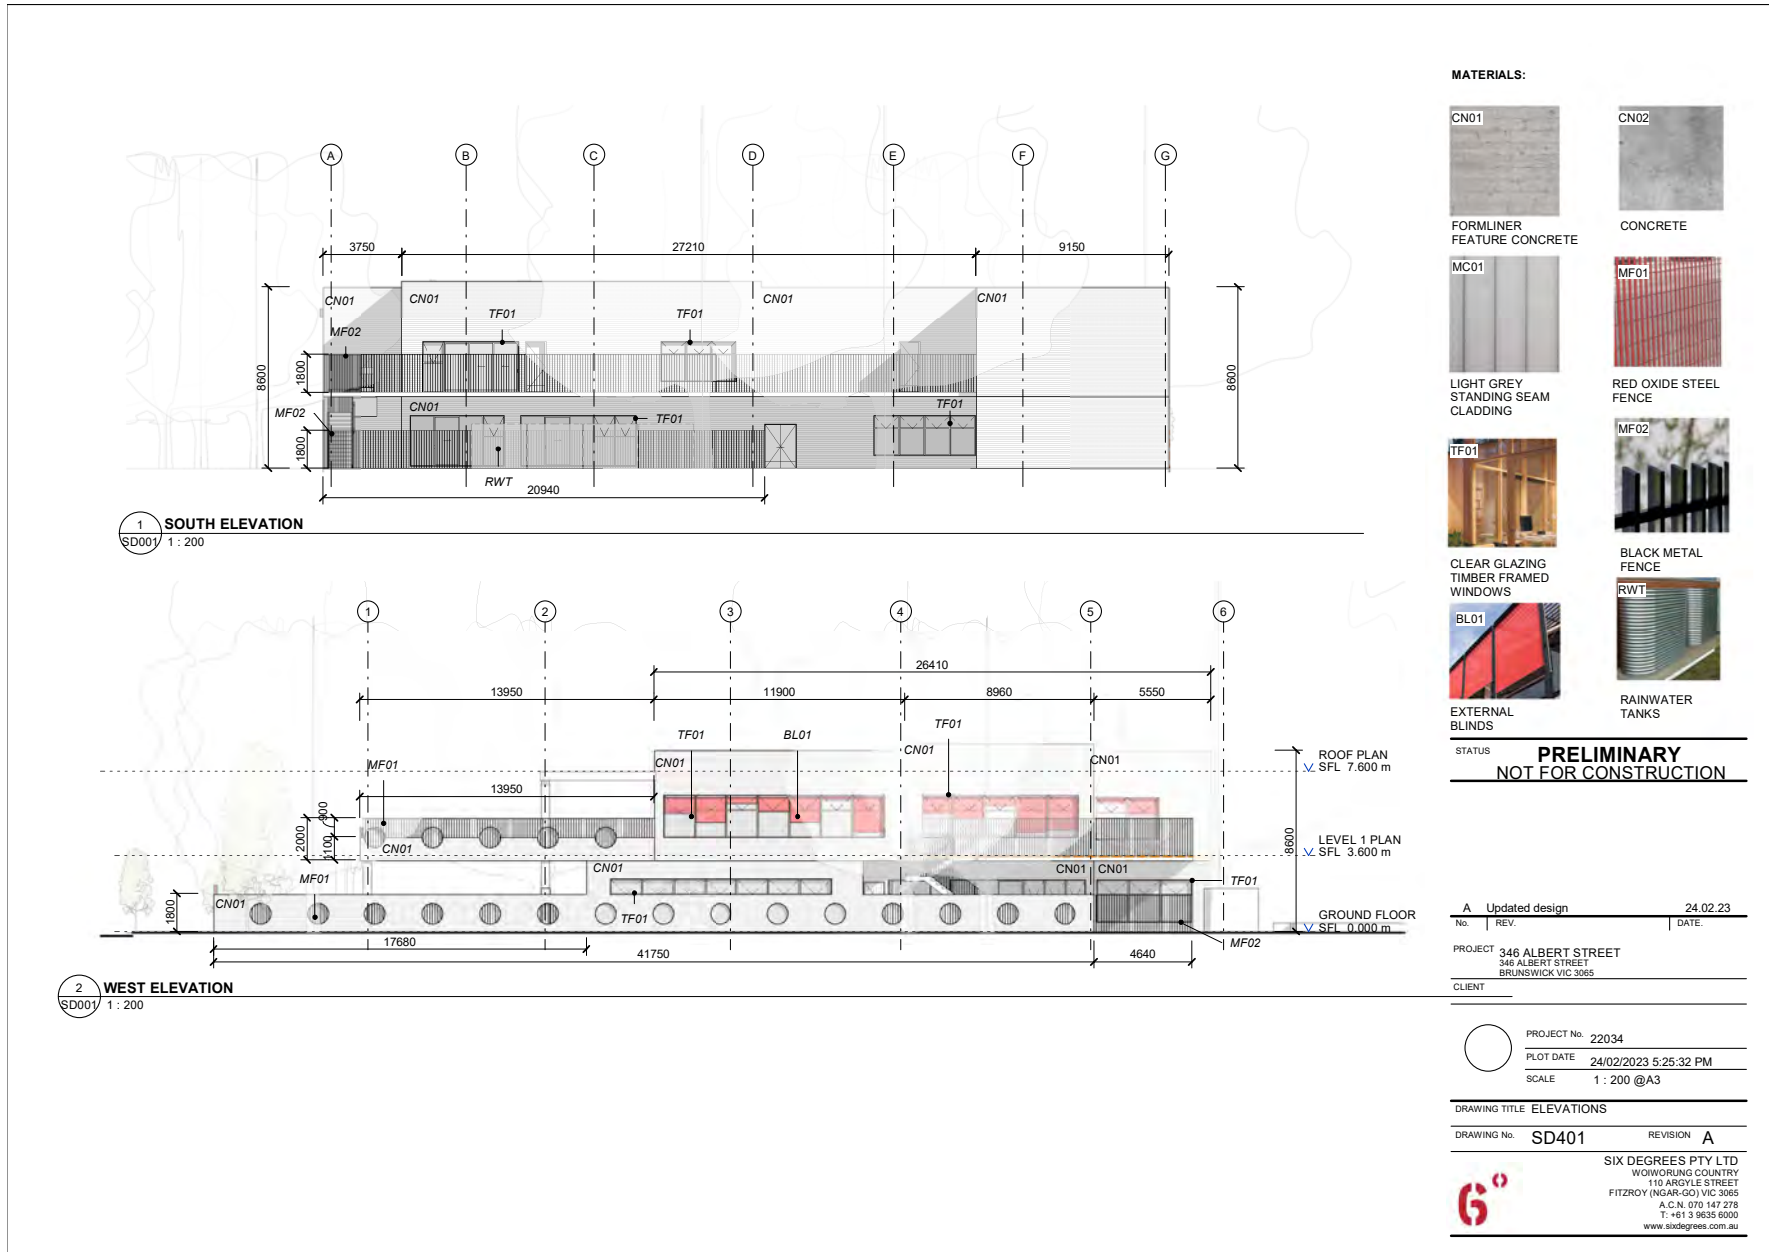 A
B
C
D
E
F
G
3750
27210
9150
CN01
CN01
CN01
CN01
TF01
TF01
MF02
8600
1800
8600
MF02
CN01
TF01
TF01
1800
RWT
20940
1
SOUTH ELEVATION
SD001
1 : 200
1
2
3
4
5
6
26410
13950
11900
8960
5550
TF01
BL01
TF01
CN01
CN01
CN01
MF01
ROOF PLAN
SFL 7.600 m
13950
900
2000
1100
CN01
8600
LEVEL 1 PLAN
SFL 3.600 m
MF01
CN01
CN01
CN01
TF01
1800
CN01
TF01
GROUND FLOOR
SFL 0.000 m
MF02
17680
41750
4640
2
WEST ELEVATION
SD001
1 : 200
MATERIALS:
CN01
FORMLINER
FEATURE CONCRETE
CN02
CONCRETE
MC01
LIGHT GREY
STANDING SEAM
CLADDING
MF01
RED OXIDE STEEL
FENCE
TF01
CLEAR GLAZING
TIMBER FRAMED
WINDOWS
MF02
BLACK METAL
FENCE
BL01
EXTERNAL
BLINDS
RWT
RAINWATER
TANKS
STATUS
PRELIMINARY
NOT FOR CONSTRUCTION
A Updated design 24.02.23
No. REV. DATE.
PROJECT 346 ALBERT STREET
346 ALBERT STREET
BRUNSWICK VIC 3065
CLIENT
PROJECT No. 22034
PLOT DATE 24/02/2023 5:25:32 PM
SCALE 1 : 200 @A3
DRAWING TITLE ELEVATIONS
DRAWING No. SD401 REVISION A
6°
SIX DEGREES PTY LTD
WOIWORUNG COUNTRY
110 ARGYLE STREET
FITZROY (NGAR-GO) VIC 3065
A.C.N. 070 147 278
T: +61 3 9635 6000
www.sixdegrees.com.au